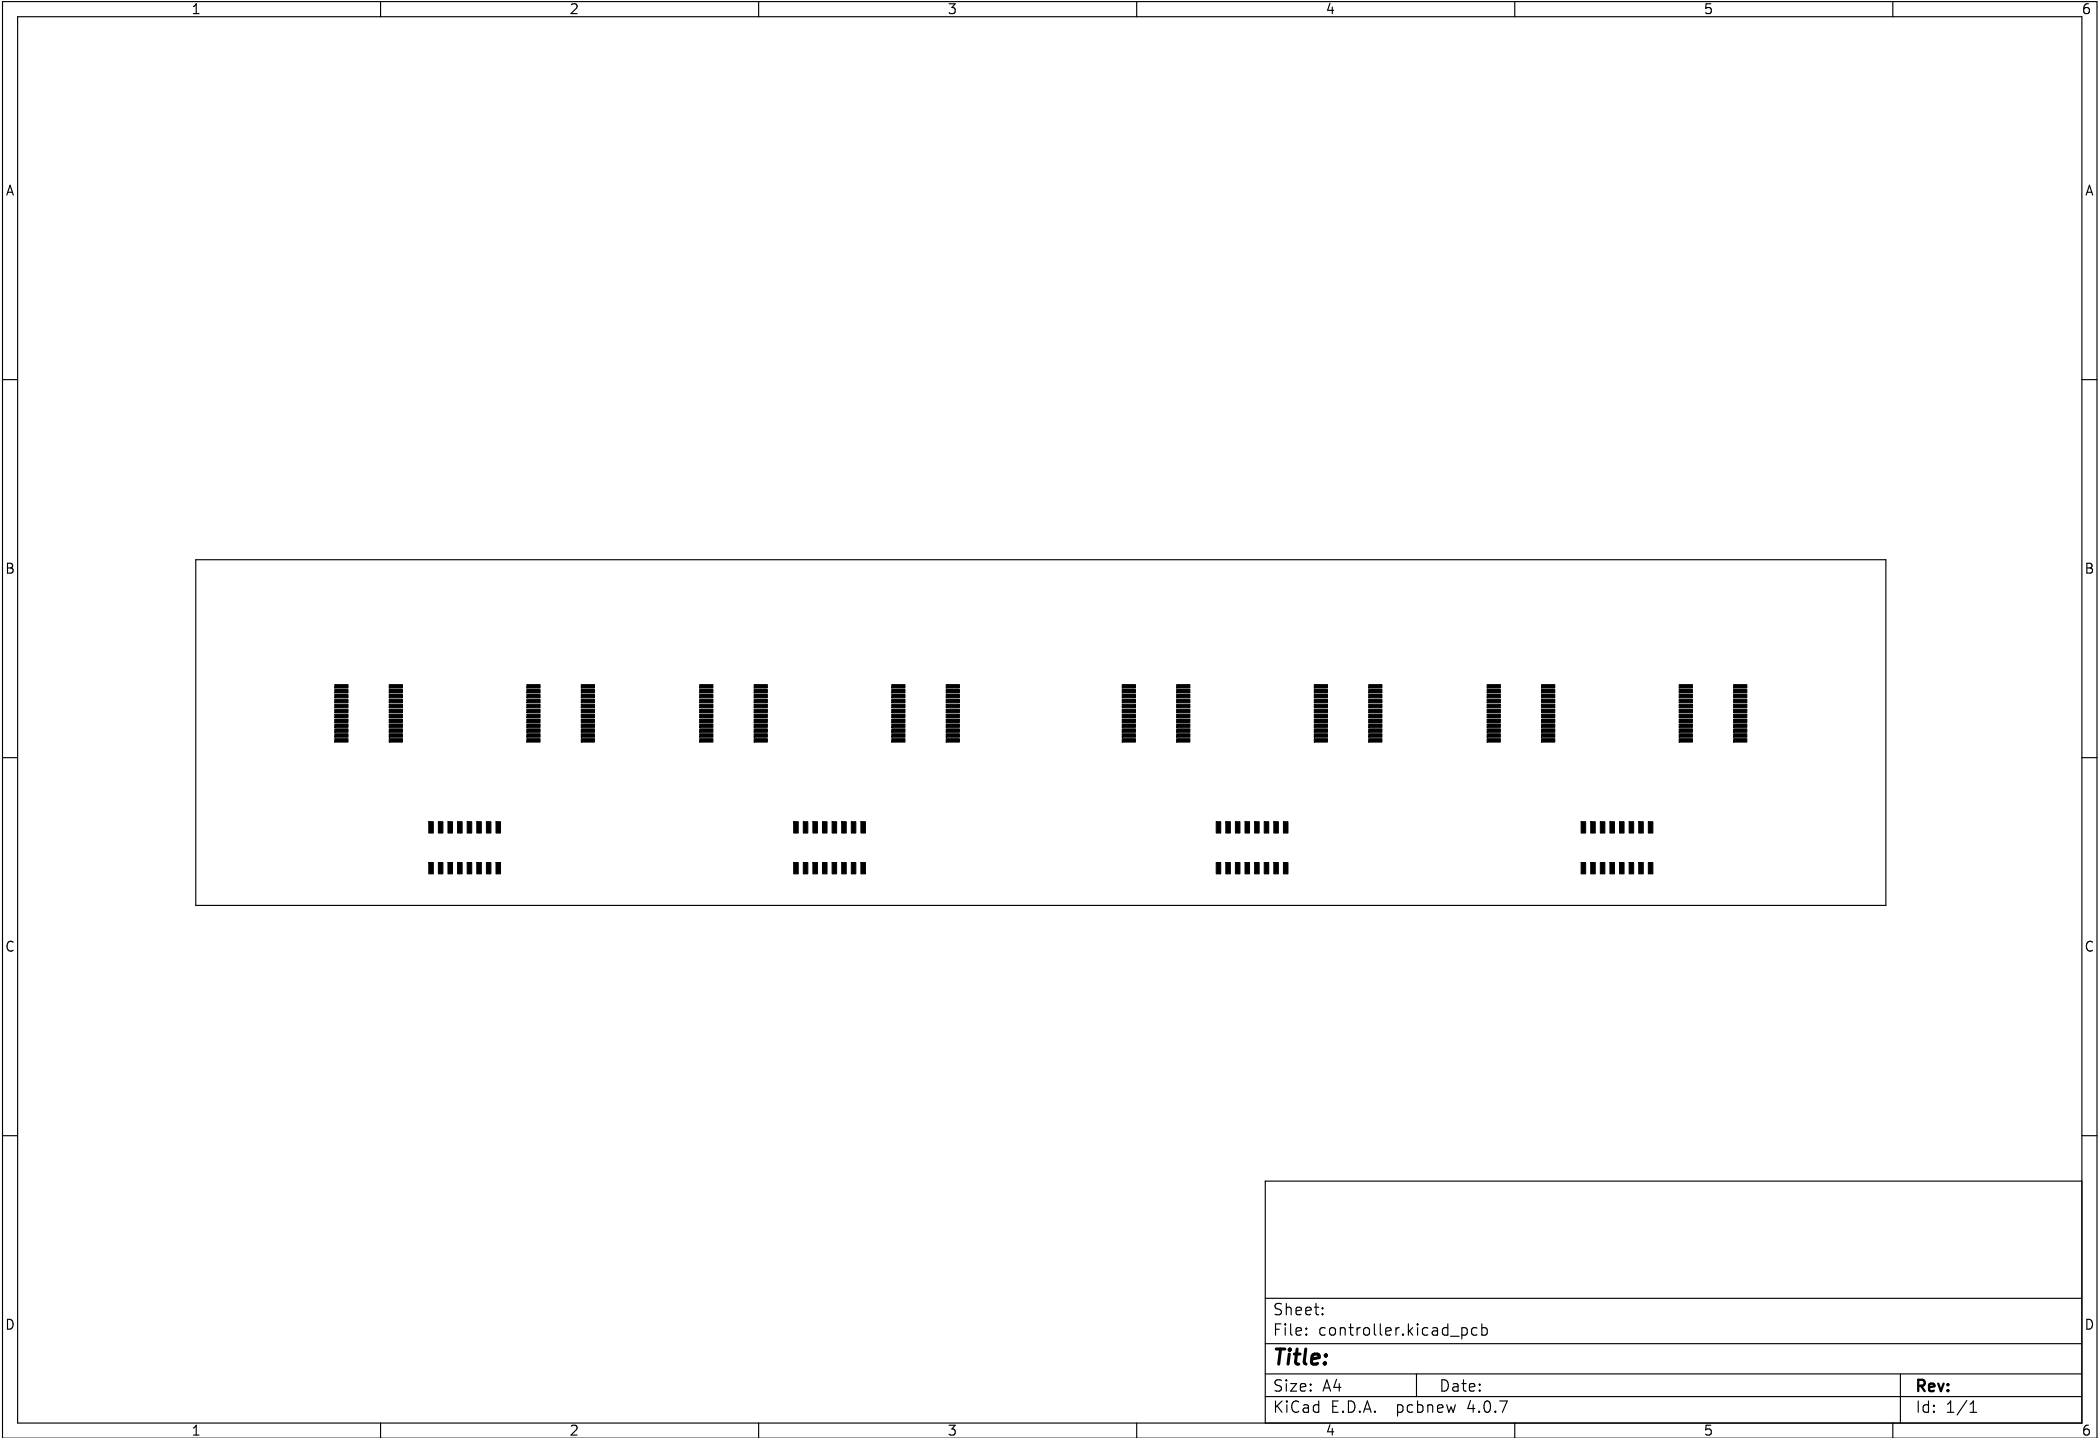 1 2 3 4 5 6
A A
B B
C C
Sheet:
File: controller.kicad_pcb
D D
Title:
Size: A4 Date: Rev:
KiCad E.D.A. pcbnew 4.0.7 Id: 1/1
1 2 3 4 5 6